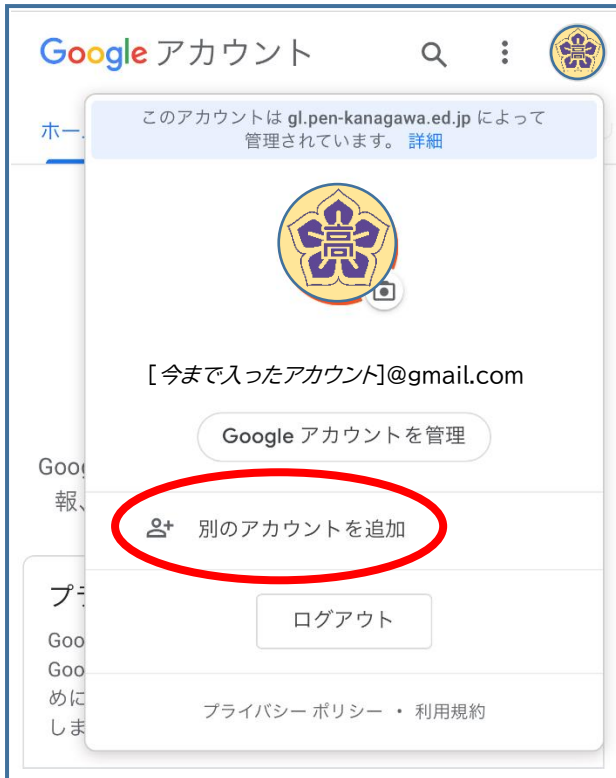 Google アカウント
高
ホー
このアカウントは gl.pen-kanagawa.ed.jp によって
管理されています。 詳細
高
[今まで入ったアカウント]@gmail.com
Google アカウントを管理
Goo
報、
別のアカウントを追加
プラ
Goo
Goo
めに
しま
ログアウト
プライバシー ポリシー ・ 利用規約